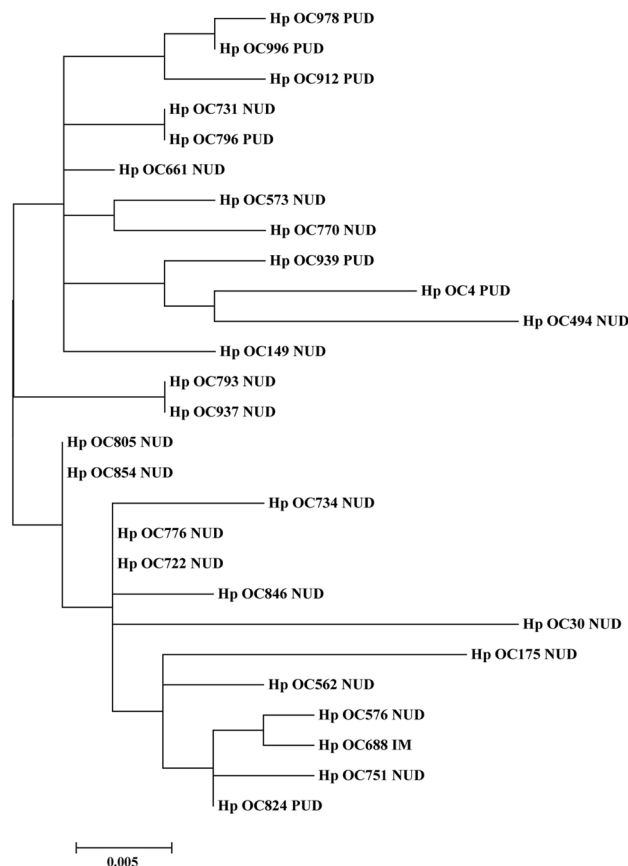 Hp OC978 PUD
Hp OC996 PUD
Hp OC912 PUD
Hp OC731 NUD
Hp OC796 PUD
Hp OC661 NUD
Hp OC573 NUD
Hp OC770 NUD
Hp OC939 PUD
Hp OC4 PUD
Hp OC494 NUD
Hp OC149 NUD
Hp OC793 NUD
Hp OC937 NUD
Hp OC805 NUD
Hp OC854 NUD
Hp OC734 NUD
Hp OC776 NUD
Hp OC722 NUD
Hp OC846 NUD
Hp OC30 NUD
Hp OC175 NUD
Hp OC562 NUD
Hp OC576 NUD
Hp OC688 IM
Hp OC751 NUD
Hp OC824 PUD
0.005